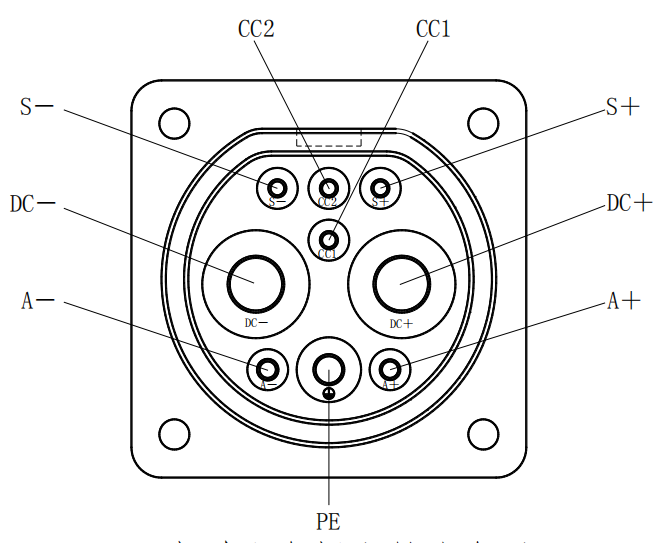 CC2 CC1
S− S+
S− CC2 S+
DC− DC+
CC1
A− A+
DC− DC+
A− A+
PE